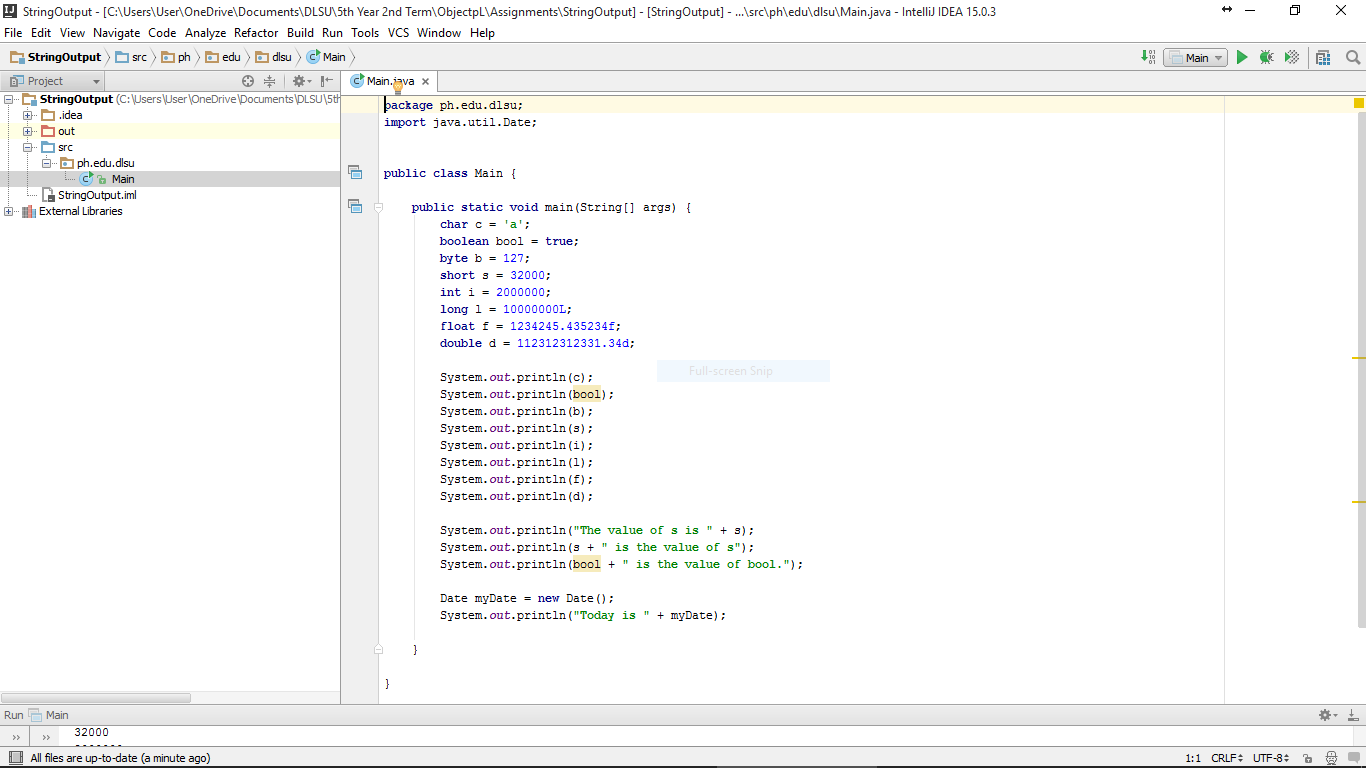 StringOutput - [C:\Users\User\OneDrive\Documents\DLSU\5th Year 2nd Term\ObjectpL\Assignments\StringOutput] - [StringOutput] - ...\src\ph\edu\dlsu\Main.java - IntelliJ IDEA 15.0.3
File Edit View Navigate Code Analyze Refactor Build Run Tools VCS Window Help
StringOutput src ph edu dlsu Main
Main
Project
StringOutput (C:\Users\User\OneDrive\Documents\DLSU\5th
.idea
out
src
ph.edu.dlsu
Main
StringOutput.iml
External Libraries
Main.java
package ph.edu.dlsu;
import java.util.Date;
public class Main {
public static void main(String[] args) {
char c = 'a';
boolean bool = true;
byte b = 127;
short s = 32000;
int i = 2000000;
long l = 10000000L;
float f = 1234245.435234f;
double d = 112312312331.34d;
System.out.println(c);
System.out.println(bool);
System.out.println(b);
System.out.println(s);
System.out.println(i);
System.out.println(l);
System.out.println(f);
System.out.println(d);
System.out.println("The value of s is " + s);
System.out.println(s + " is the value of s");
System.out.println(bool + " is the value of bool.");
Date myDate = new Date();
System.out.println("Today is " + myDate);
}
}
Full-screen Snip
Run Main
32000
All files are up-to-date (a minute ago)
1:1 CRLF UTF-8